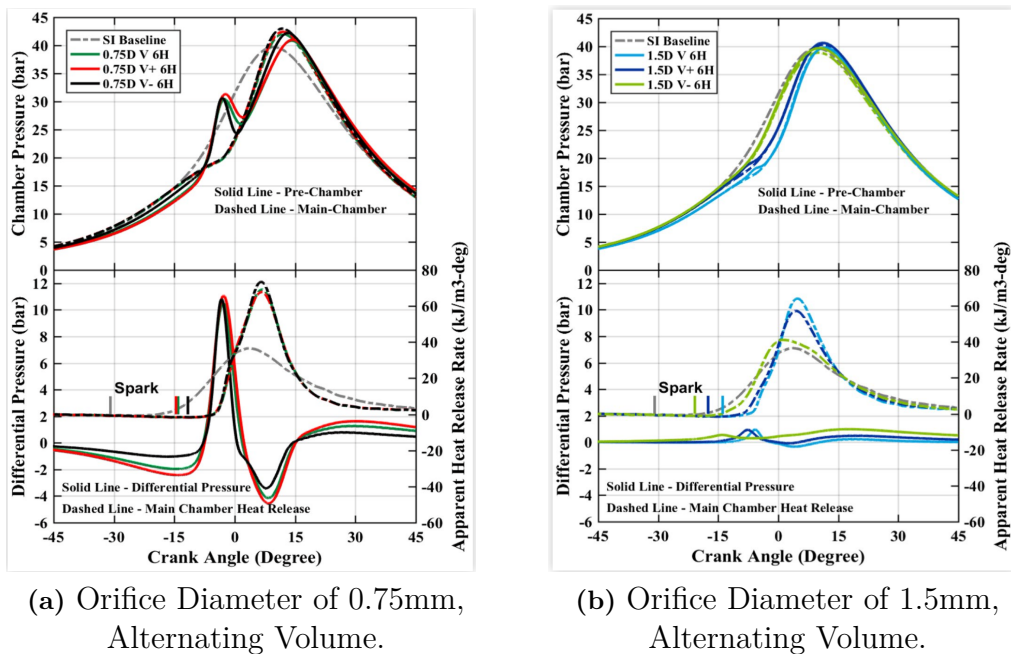 45
40
35
30
25
20
15
10
5
0
Chamber Pressure (bar)
SI Baseline
0.75D V 6H
0.75D V+ 6H
0.75D V- 6H
Solid Line - Pre-Chamber
Dashed Line - Main-Chamber
12
10
8
6
4
2
0
-2
-4
-6
Differential Pressure (bar)
80
60
40
20
0
-20
-40
-60
Apparent Heat Release Rate (kJ/m3-deg)
Spark
Solid Line - Differential Pressure
Dashed Line - Main Chamber Heat Release
-45 -30 -15 0 15 30 45
Crank Angle (Degree)
(a) Orifice Diameter of 0.75mm,
Alternating Volume.
45
40
35
30
25
20
15
10
5
0
Chamber Pressure (bar)
SI Baseline
1.5D V 6H
1.5D V+ 6H
1.5D V- 6H
Solid Line - Pre-Chamber
Dashed Line - Main-Chamber
12
10
8
6
4
2
0
-2
-4
-6
Differential Pressure (bar)
80
60
40
20
0
-20
-40
-60
Apparent Heat Release Rate (kJ/m3-deg)
Spark
Solid Line - Differential Pressure
Dashed Line - Main Chamber Heat Release
-45 -30 -15 0 15 30 45
Crank Angle (Degree)
(b) Orifice Diameter of 1.5mm,
Alternating Volume.